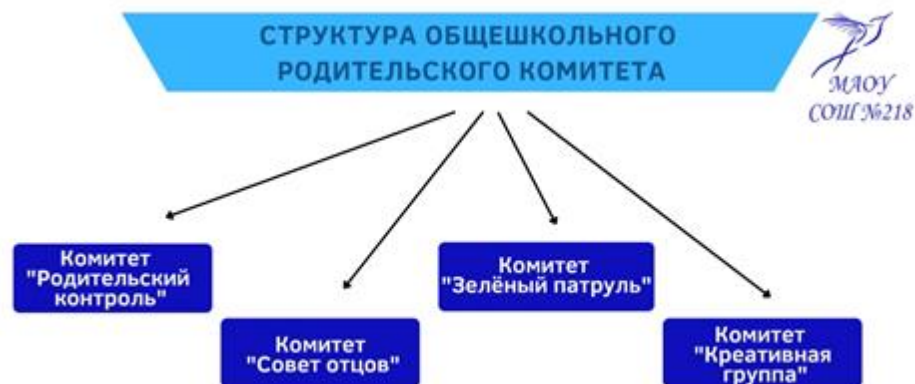 СТРУКТУРА ОБЩЕШКОЛЬНОГО
РОДИТЕЛЬСКОГО КОМИТЕТА
МАОУ
СОШ №218
Комитет
"Родительский
контроль"
Комитет
"Совет отцов"
Комитет
"Зелёный патруль"
Комитет
"Креативная
группа"